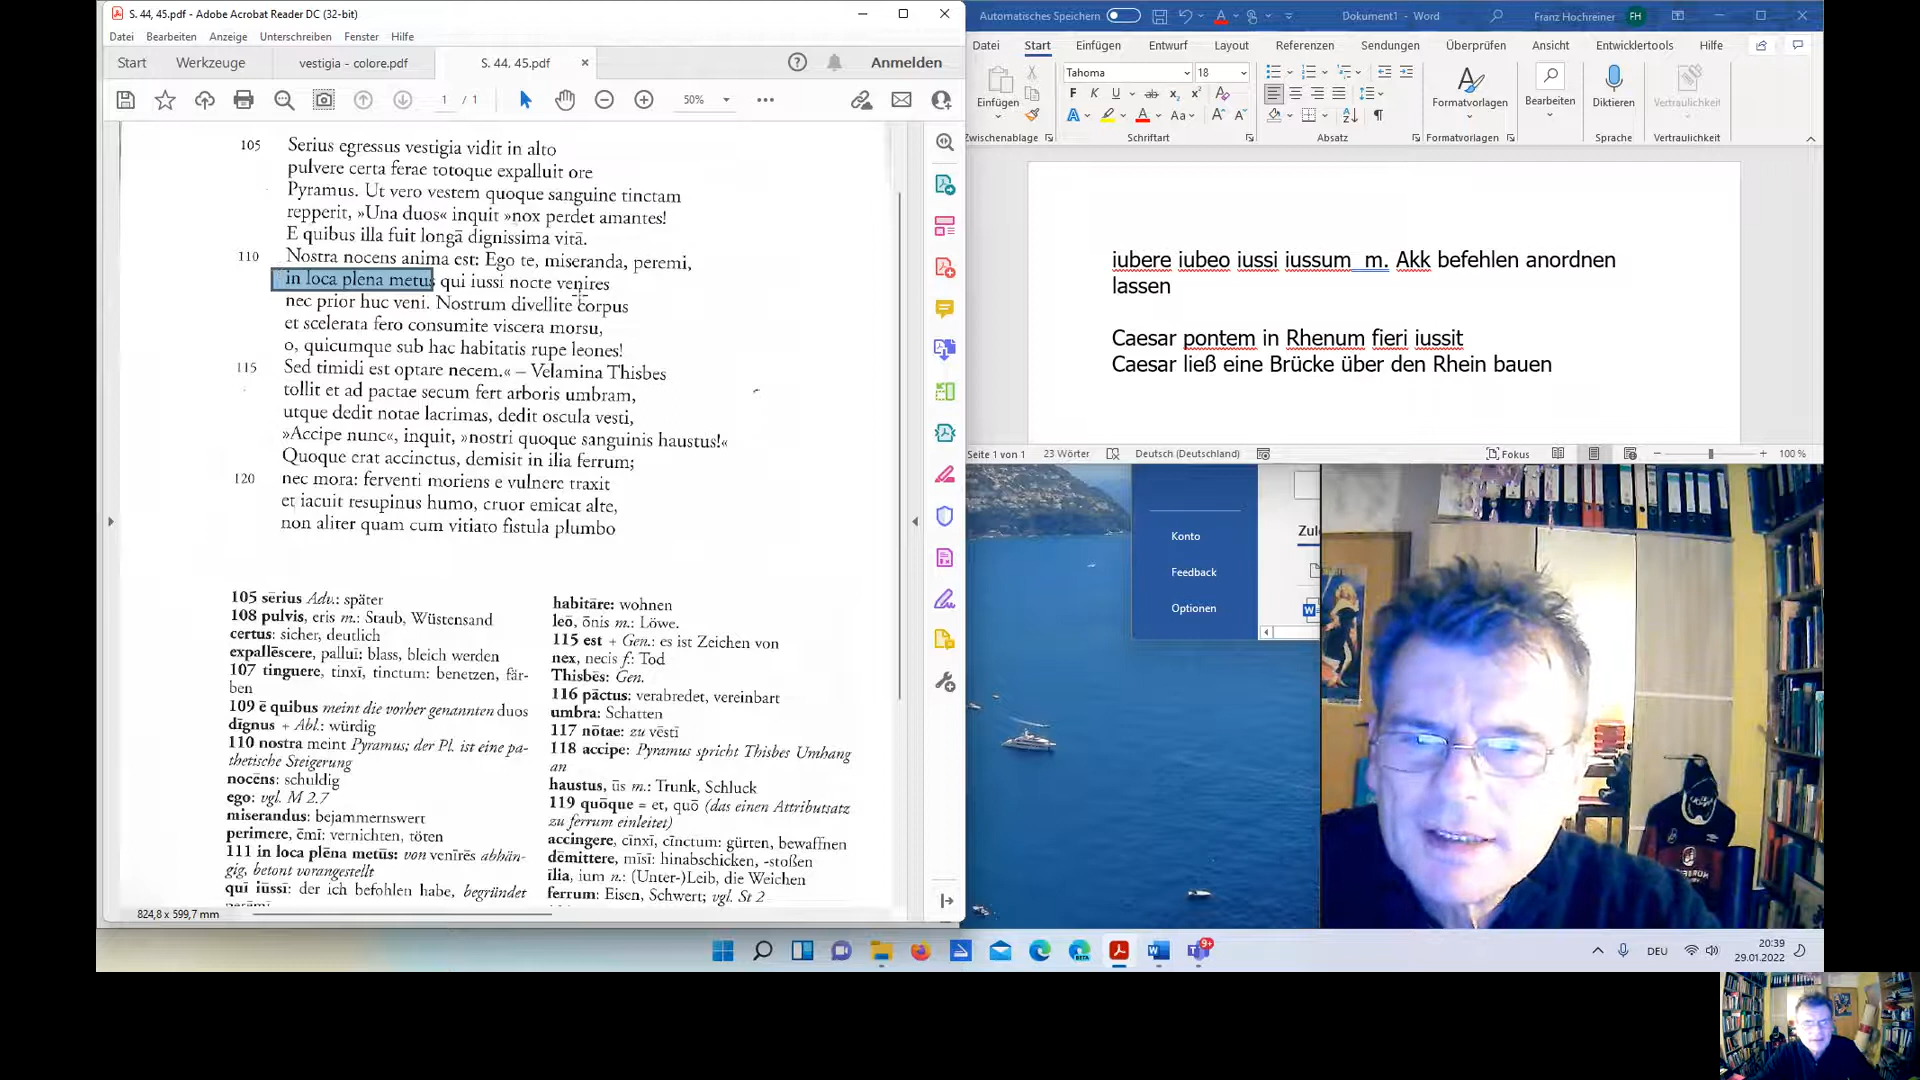 S. 44, 45.pdf - Adobe Acrobat Reader DC (32-bit)
Datei Bearbeiten Anzeige Unterschreiben Fenster Hilfe
Start Werkzeuge vestigia - colore.pdf S. 44, 45.pdf Anmelden
1 / 1 50%
105 Serius egressus vestigia vidit in alto
pulvere certa ferae totoque expalluit ore
Pyramus. Ut vero vestem quoque sanguine tinctam
repperit, »Una duos« inquit »nox perdet amantes!
E quibus illa fuit longā dignissima vitā.
110 Nostra nocens anima est: Ego te, miseranda, peremi,
in loca plena metus qui iussi nocte venires
nec prior huc veni. Nostrum divellite corpus
et scelerata fero consumite viscera morsu,
o, quicumque sub hac habitatis rupe leones!
115 Sed timidi est optare necem.« – Velamina Thisbes
tollit et ad pactae secum fert arboris umbram,
utque dedit notae lacrimas, dedit oscula vesti,
»Accipe nunc«, inquit, »nostri quoque sanguinis haustus!«
Quoque erat accinctus, demisit in ilia ferrum;
120 nec mora: ferventi moriens e vulnere traxit
et iacuit resupinus humo, cruor emicat alte,
non aliter quam cum vitiato fistula plumbo
105 sērius Adv.: später
108 pulvis, eris m.: Staub, Wüstensand
certus: sicher, deutlich
expallēscere, palluī: blass, bleich werden
107 tinguere, tinxī, tinctum: benetzen, fär-
ben
109 ē quibus meint die vorher genannten duos
dīgnus + Abl.: würdig
110 nostra meint Pyramus; der Pl. ist eine pa-
thetische Steigerung
nocēns: schuldig
ego: vgl. M 2.7
miserandus: bejammernswert
perimere, ēmī: vernichten, töten
111 in loca plēna metūs: von venīrēs abhän-
gig, betont vorangestellt
quī iussī: der ich befohlen habe, begründet
habitāre: wohnen
leō, ōnis m.: Löwe.
115 est + Gen.: es ist Zeichen von
nex, necis f.: Tod
Thisbēs: Gen.
116 pāctus: verabredet, vereinbart
umbra: Schatten
117 nōtae: zu vestī
118 accipe: Pyramus spricht Thisbes Umhang
an
haustus, ūs m.: Trunk, Schluck
119 quōque = et, quō (das einen Attributsatz
zu ferrum einleitet)
accingere, cīnxī, cīnctum: gürten, bewaffnen
dēmittere, mīsī: hinabschicken, -stoßen
īlia, ium n.: (Unter-)Leib, die Weichen
ferrum: Eisen, Schwert; vgl. St 2
824,8 x 599,7 mm
Automatisches Speichern Dokument1 - Word Franz Hochreiner FH
Datei Start Einfügen Entwurf Layout Referenzen Sendungen Überprüfen Ansicht Entwicklertools Hilfe
Tahoma 18
F K U ab x₂ x²
Einfügen Formatvorlagen Bearbeiten Diktieren Vertraulichkeit
Zwischenablage Schriftart Absatz Formatvorlagen Sprache Vertraulichkeit
iubere iubeo iussi iussum m. Akk befehlen anordnen
lassen
Caesar pontem in Rhenum fieri iussit
Caesar ließ eine Brücke über den Rhein bauen
Seite 1 von 1 23 Wörter Deutsch (Deutschland) Fokus 100 %
Konto
Feedback
Optionen
Zul
9+
DEU
20:39
29.01.2022